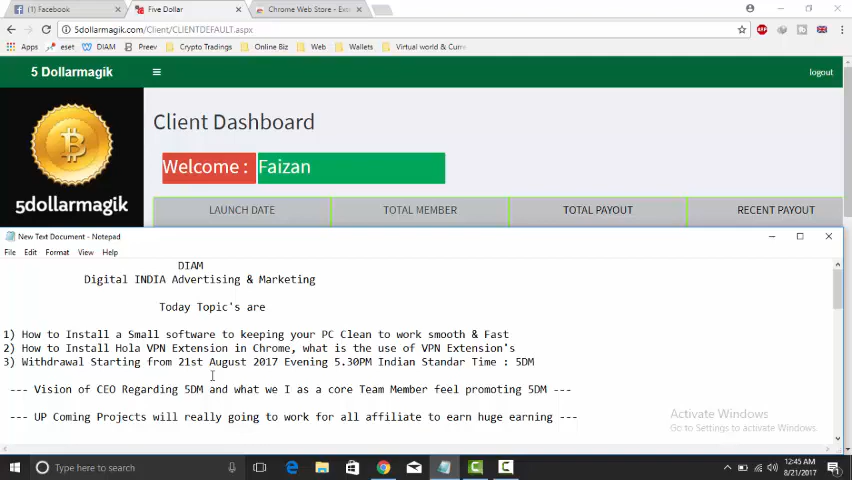 Facebook
Five Dollar
Chrome Web Store - Exte
5dollarmagik.com/Client/CLIENTDEFAULT.aspx
Apps
eset
DIAM
Preev
Crypto Tradings
Online Biz
Wallets
Virtual world & Curre
5 Dollarmagik
logout
5dollarmagik
Client Dashboard
Welcome :
Faizan
LAUNCH DATE
TOTAL MEMBER
TOTAL PAYOUT
RECENT PAYOUT
New Text Document - Notepad
File Edit Format View Help
DIAM
Digital INDIA Advertising & Marketing
Today Topic's are
1) How to Install a Small software to keeping your PC Clean to work smooth & Fast
2) How to Install Hola VPN Extension in Chrome, what is the use of VPN Extension's
3) Withdrawal Starting from 21st August 2017 Evening 5.30PM Indian Standar Time : 5DM
--- Vision of CEO Regarding 5DM and what we I as a core Team Member feel promoting 5DM ---
--- UP Coming Projects will really going to work for all affiliate to earn huge earning ---
Activate Windows
Go to Settings to activate Windows.
Type here to search
12:45 AM
8/21/2017